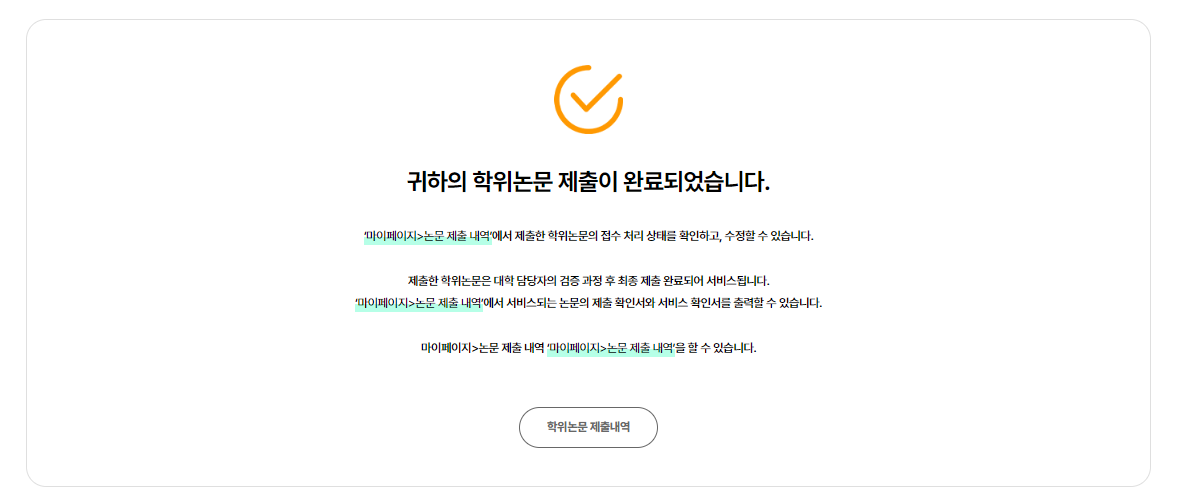 귀하의 학위논문 제출이 완료되었습니다.
'마이페이지>논문 제출 내역'에서 제출한 학위논문의 접수 처리 상태를 확인하고, 수정할 수 있습니다.
제출한 학위논문은 대학 담당자의 검증 과정 후 최종 제출 완료되어 서비스됩니다.
'마이페이지>논문 제출 내역'에서 서비스되는 논문의 제출 확인서와 서비스 확인서를 출력할 수 있습니다.
마이페이지>논문 제출 내역 '마이페이지>논문 제출 내역'을 할 수 있습니다.
학위논문 제출내역